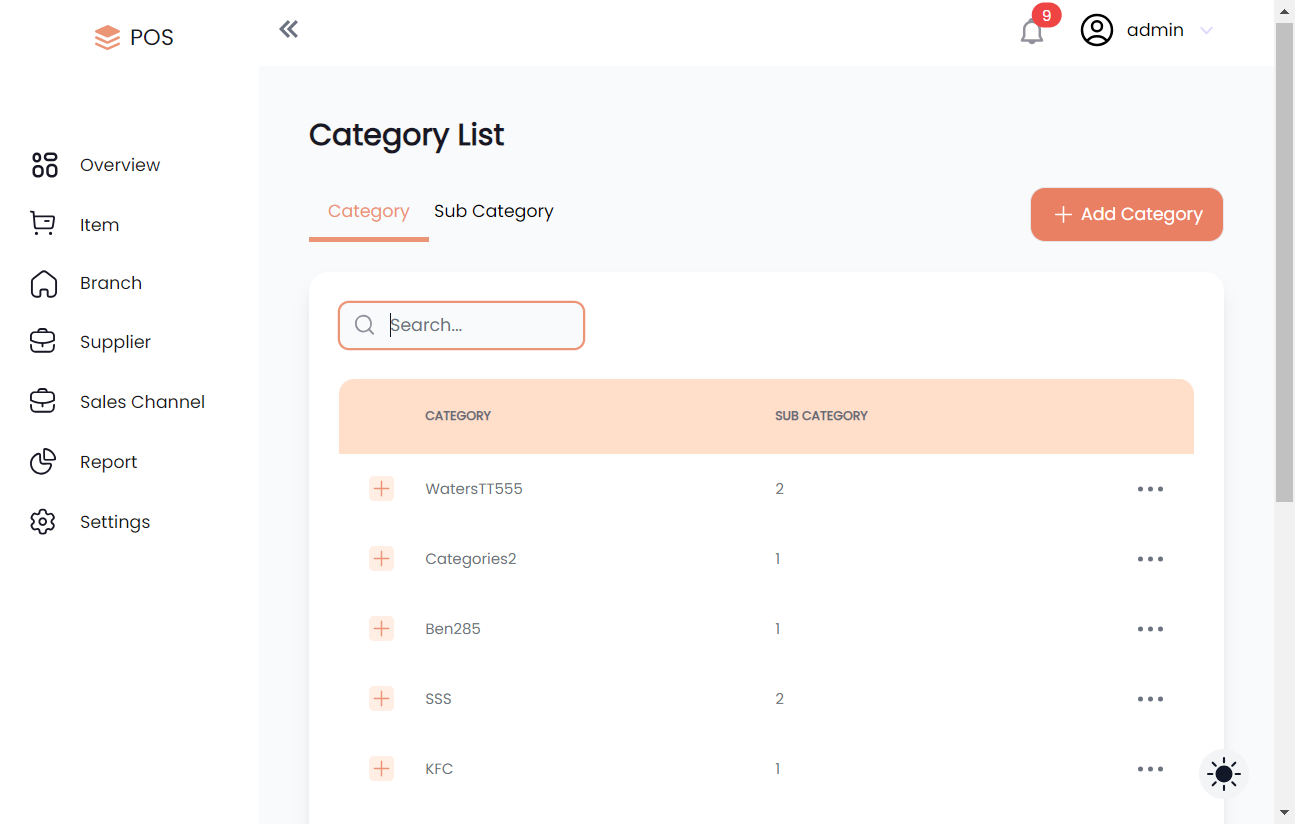 POS
9
admin
Overview
Item
Branch
Supplier
Sales Channel
Report
Settings
Category List
Category Sub Category
Add Category
Search...
CATEGORY SUB CATEGORY
WatersTT555 2
Categories2 1
Ben285 1
SSS 2
KFC 1